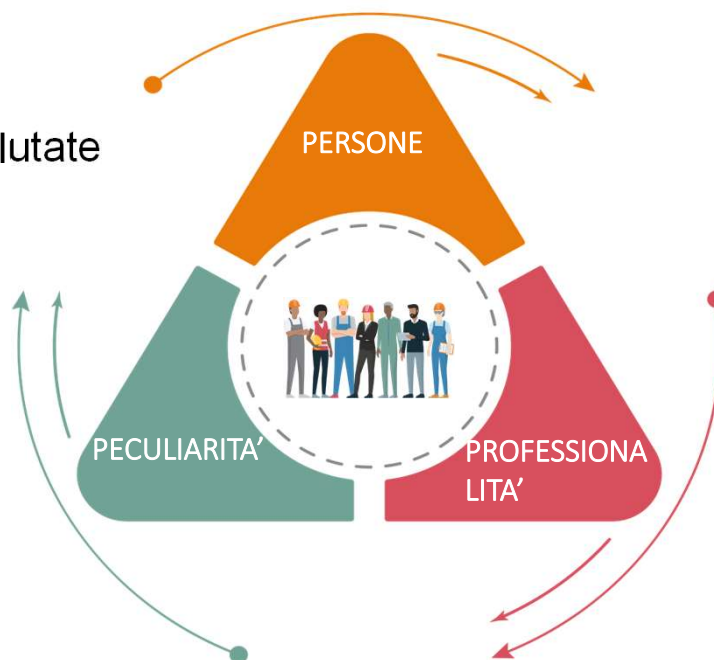 lutate
PERSONE
PECULIARITA’
PROFESSIONA
LITA’